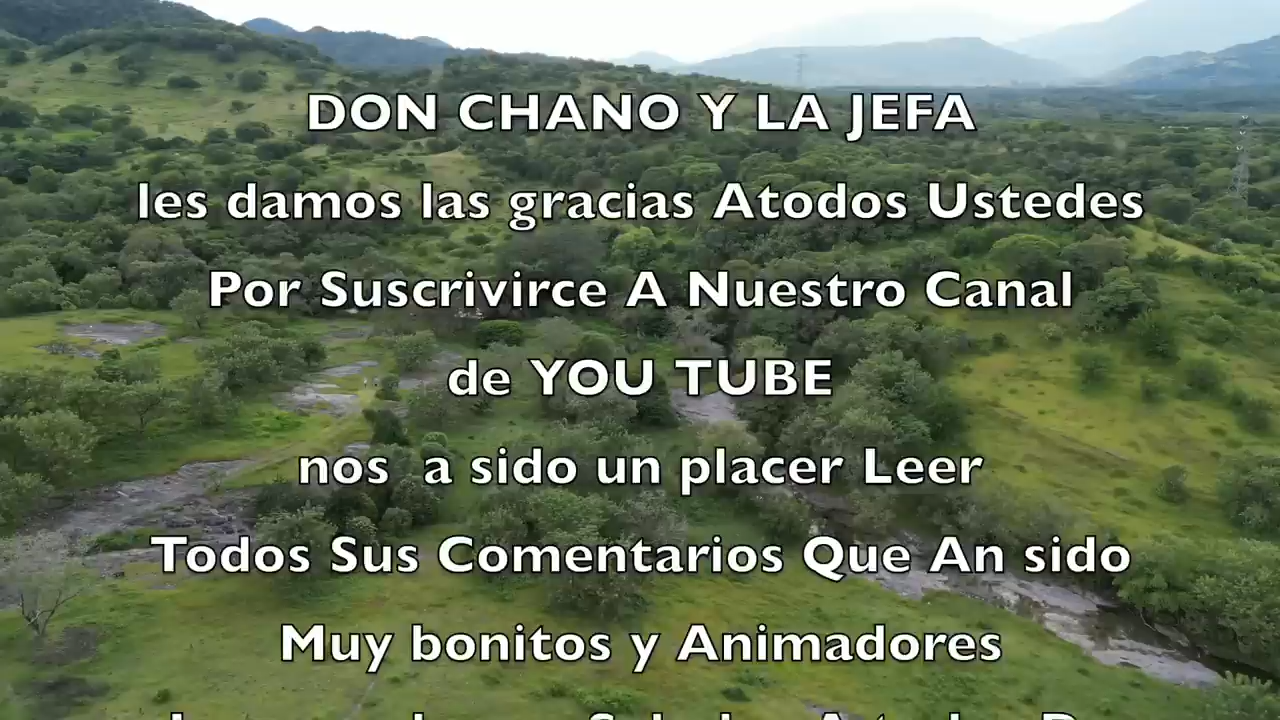 DON CHANO Y LA JEFA
les damos las gracias Atodos Ustedes
Por Suscrivirce A Nuestro Canal
de YOU TUBE
nos  a sido un placer Leer
Todos Sus Comentarios Que An sido
Muy bonitos y Animadores